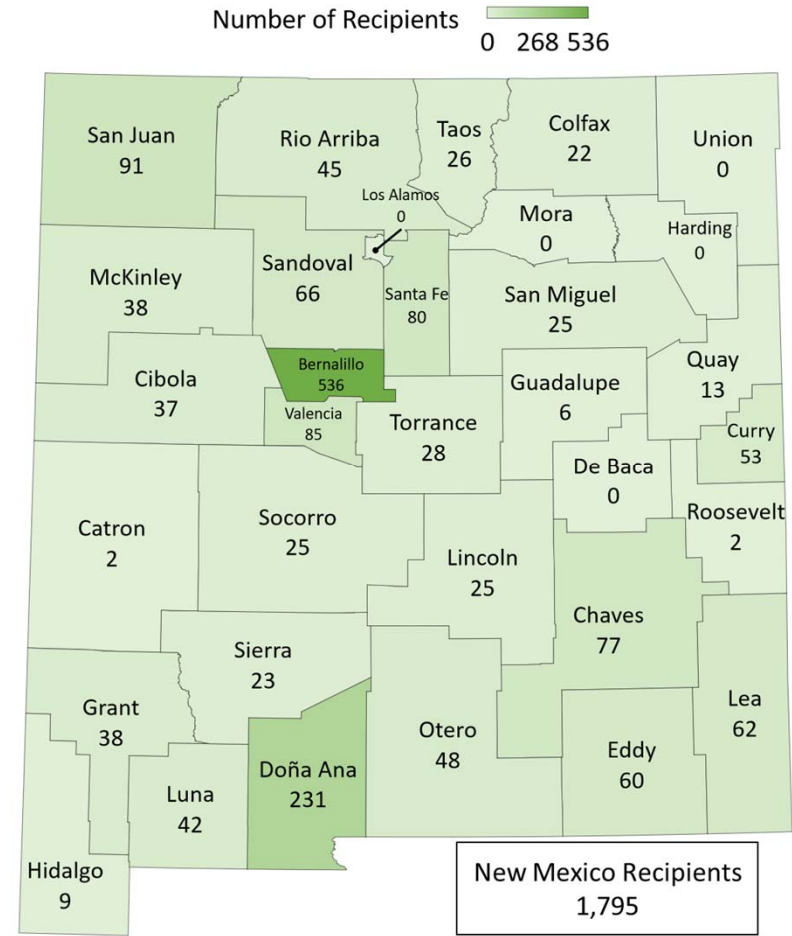 Number of Recipients
0 268 536
San Juan
91
Rio Arriba
45
Taos
26
Colfax
22
Union
0
Los Alamos
0
Mora
0
Harding
0
McKinley
38
Sandoval
66
Santa Fe
80
San Miguel
25
Bernalillo
536
Cibola
37
Valencia
85
Torrance
28
Guadalupe
6
Quay
13
Curry
53
De Baca
0
Roosevelt
2
Catron
2
Socorro
25
Lincoln
25
Chaves
77
Sierra
23
Grant
38
Doña Ana
231
Otero
48
Eddy
60
Lea
62
Luna
42
Hidalgo
9
New Mexico Recipients
1,795